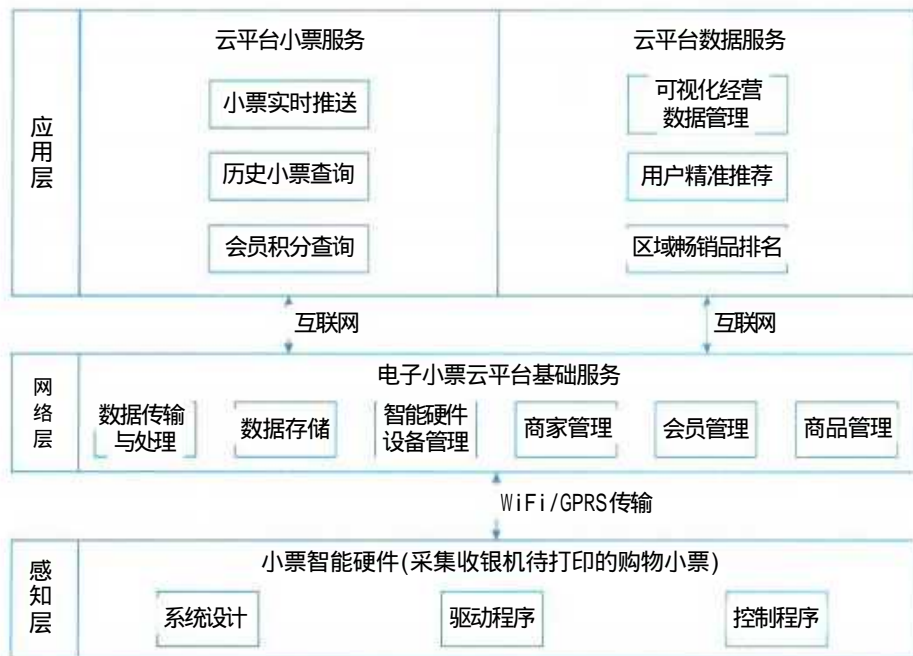 应用层
云平台小票服务
小票实时推送
历史小票查询
会员积分查询
云平台数据服务
可视化经营
数据管理
用户精准推荐
区域畅销品排名
互联网
互联网
网络层
电子小票云平台基础服务
数据传输
与处理
数据存储
智能硬件
设备管理
商家管理
会员管理
商品管理
WiFi/GPRS传输
感知层
小票智能硬件(采集收银机待打印的购物小票)
系统设计
驱动程序
控制程序